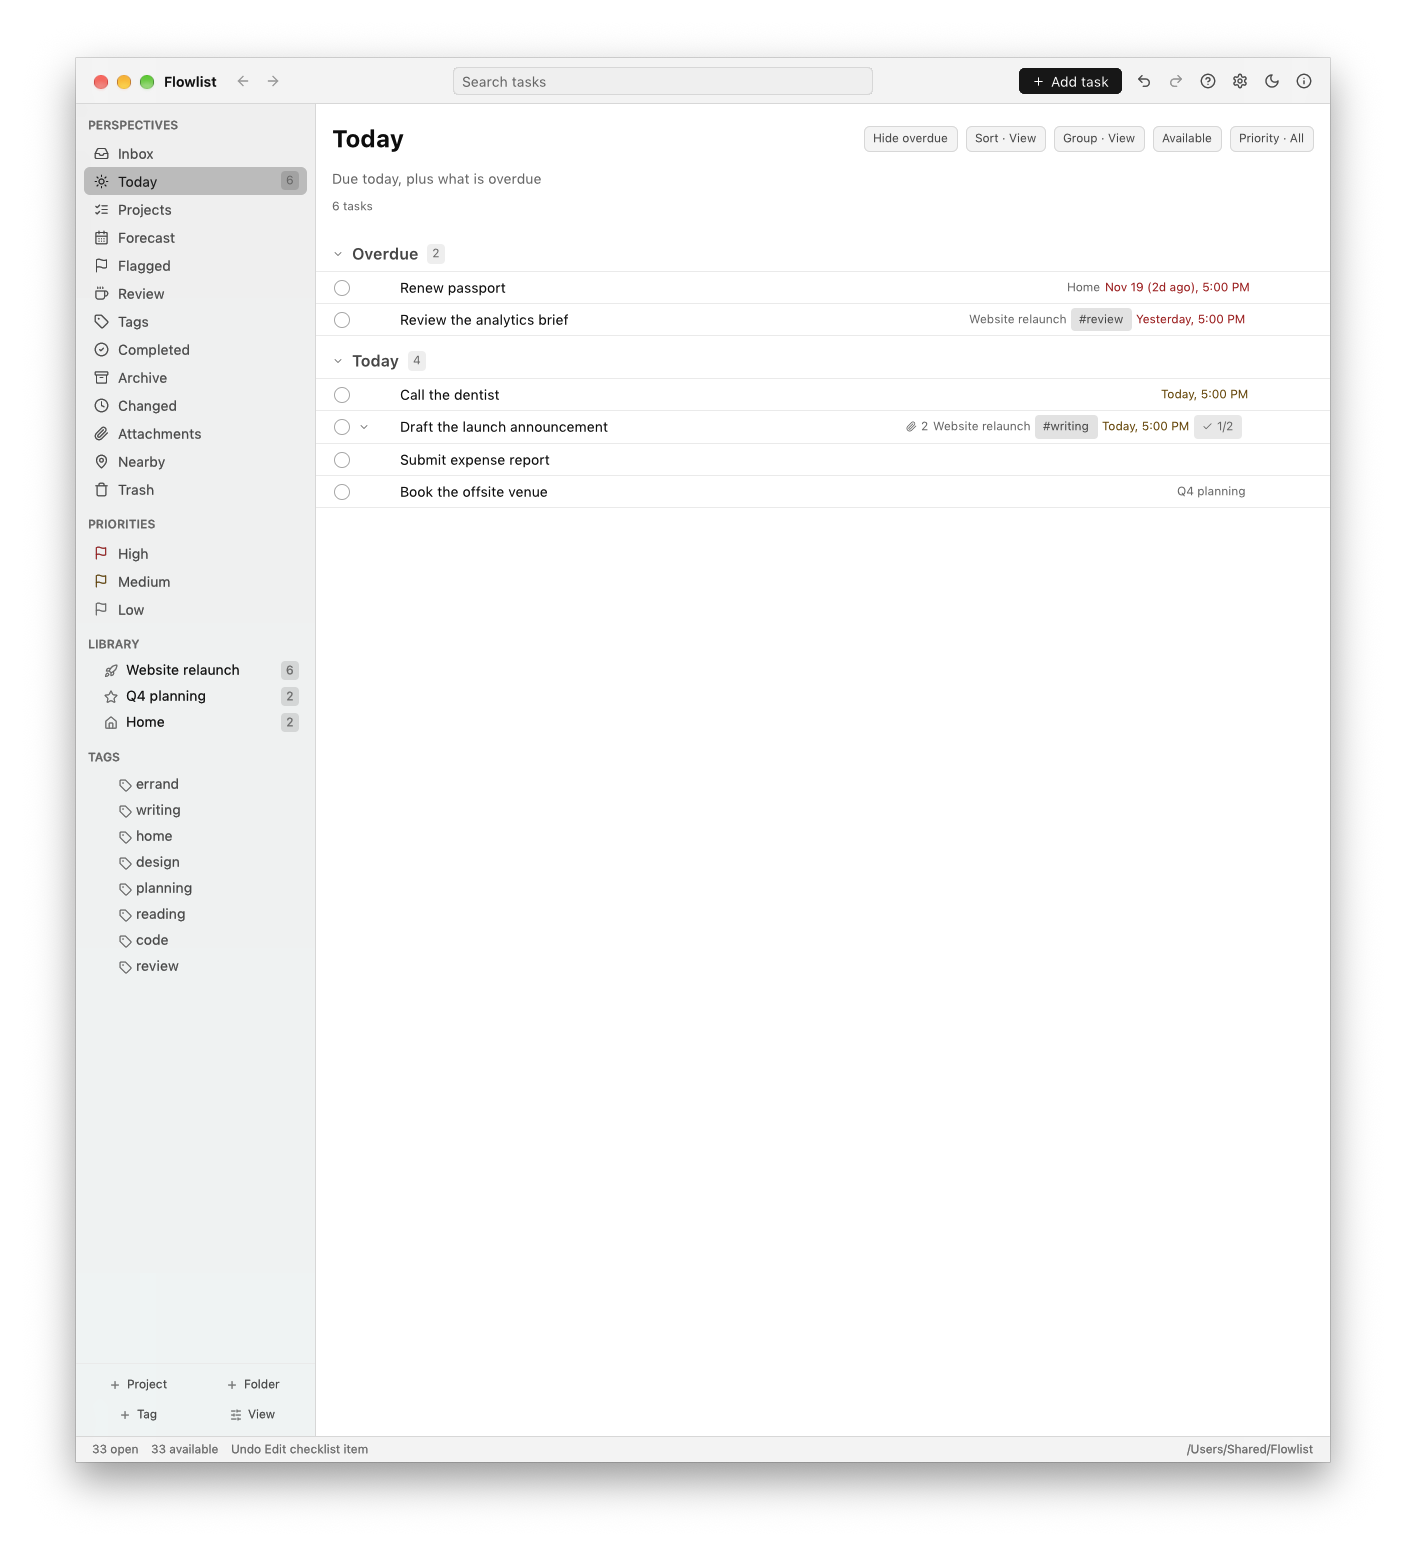 Flowlist
Search tasks
Add task
PERSPECTIVES
Inbox
Today 6
Projects
Forecast
Flagged
Review
Tags
Completed
Archive
Changed
Attachments
Nearby
Trash
PRIORITIES
High
Medium
Low
LIBRARY
Website relaunch 6
Q4 planning 2
Home 2
TAGS
errand
writing
home
design
planning
reading
code
review
+ Project
+ Folder
+ Tag
View
Today
Hide overdue
Sort · View
Group · View
Available
Priority · All
Due today, plus what is overdue
6 tasks
Overdue 2
Renew passport Home Nov 19 (2d ago), 5:00 PM
Review the analytics brief Website relaunch #review Yesterday, 5:00 PM
Today 4
Call the dentist Today, 5:00 PM
Draft the launch announcement 2 Website relaunch #writing Today, 5:00 PM 1/2
Submit expense report
Book the offsite venue Q4 planning
33 open 33 available Undo Edit checklist item /Users/Shared/Flowlist